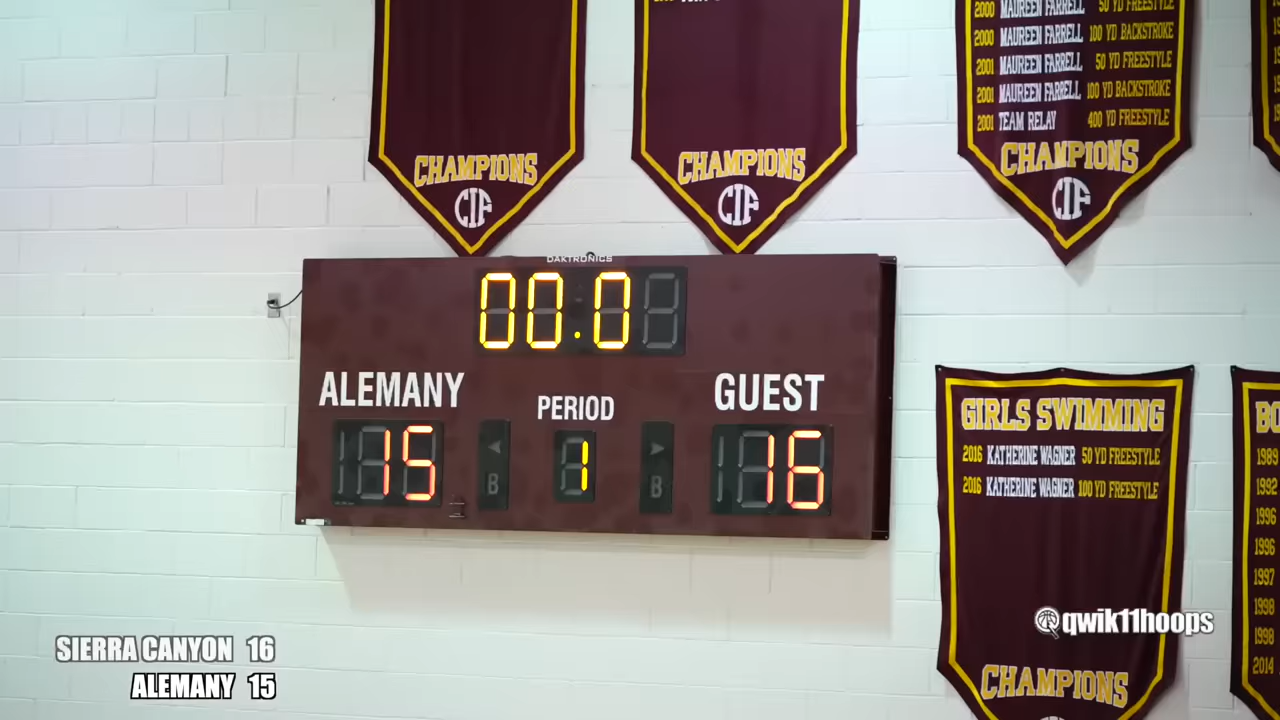 2000 MAUREEN FARRELL 50 YD FREESTYLE
2000 MAUREEN FARRELL 100 YD BACKSTROKE
2001 MAUREEN FARRELL 50 YD FREESTYLE
2001 MAUREEN FARRELL 100 YD BACKSTROKE
2001 TEAM RELAY 400 YD FREESTYLE
CHAMPIONS
CIF
CHAMPIONS
CIF
CHAMPIONS
CIF
DAKTRONICS
00.0
ALEMANY
PERIOD
GUEST
15
B
1
B
16
GIRLS SWIMMING
2016 KATHERINE WAGNER 50 YD FREESTYLE
2016 KATHERINE WAGNER 100 YD FREESTYLE
CHAMPIONS
BO
1989
1992
1996
1996
1997
1998
1998
2014
@qwik11hoops
SIERRA CANYON 16
ALEMANY 15